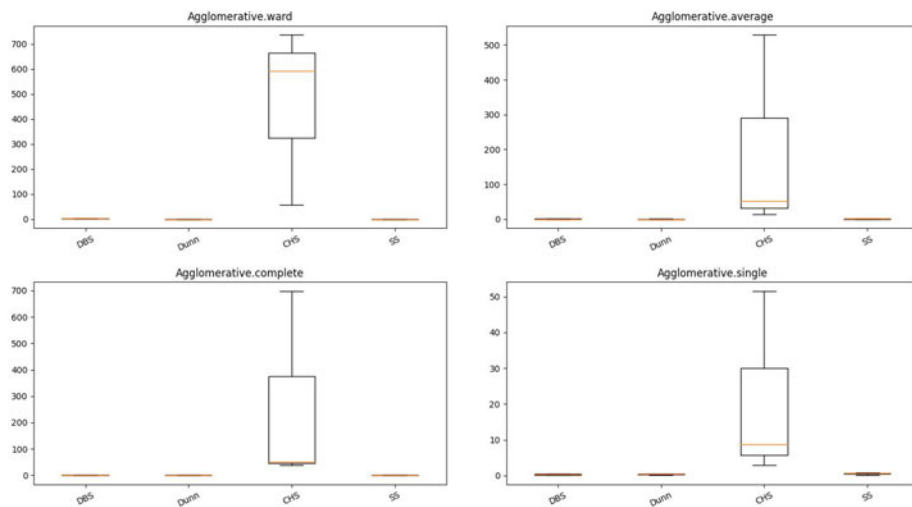 Agglomerative.ward
700
600
500
400
300
200
100
0
DBS
Dunn
CHS
SS
Agglomerative.average
500
400
300
200
100
0
DBS
Dunn
CHS
SS
Agglomerative.complete
700
600
500
400
300
200
100
0
DBS
Dunn
CHS
SS
Agglomerative.single
50
40
30
20
10
0
DBS
Dunn
CHS
SS